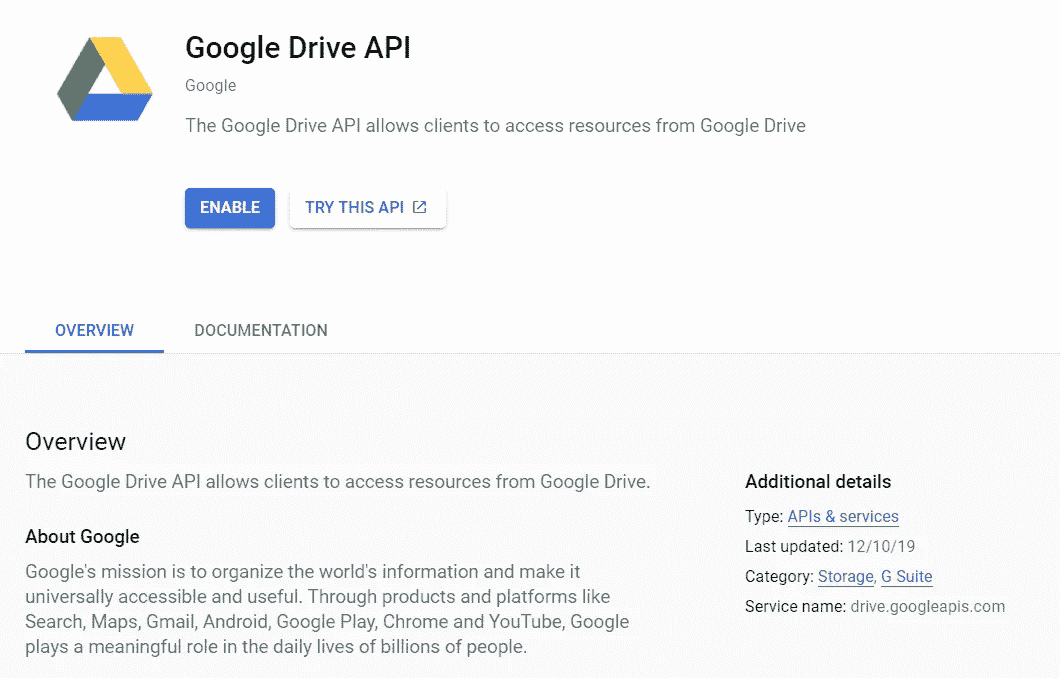 Google Drive API
Google
The Google Drive API allows clients to access resources from Google Drive
ENABLE
TRY THIS API
OVERVIEW
DOCUMENTATION
Overview
The Google Drive API allows clients to access resources from Google Drive.
About Google
Google's mission is to organize the world's information and make it
universally accessible and useful. Through products and platforms like
Search, Maps, Gmail, Android, Google Play, Chrome and YouTube, Google
plays a meaningful role in the daily lives of billions of people.
Additional details
Type: APIs & services
Last updated: 12/10/19
Category: Storage, G Suite
Service name: drive.googleapis.com